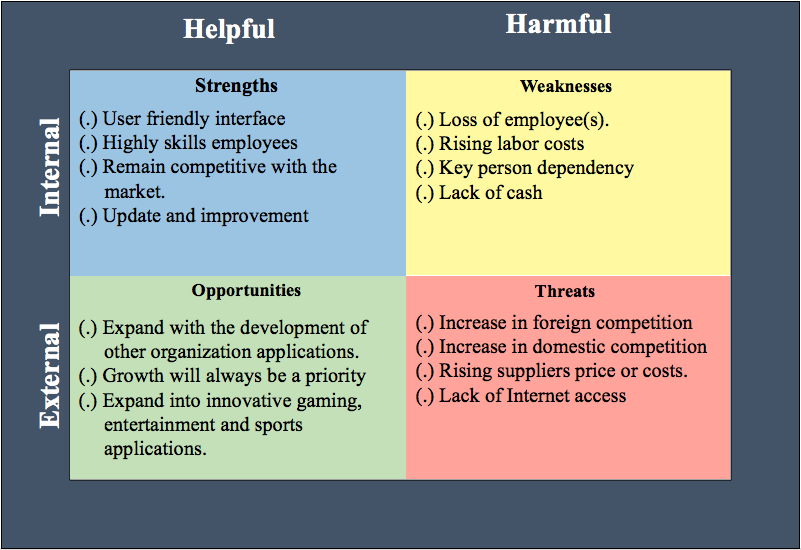 Helpful
Harmful
Internal
Strengths
(.) User friendly interface
(.) Highly skills employees
(.) Remain competitive with the
market.
(.) Update and improvement
Weaknesses
(.) Loss of employee(s).
(.) Rising labor costs
(.) Key person dependency
(.) Lack of cash
External
Opportunities
(.) Expand with the development of
other organization applications.
(.) Growth will always be a priority
(.) Expand into innovative gaming,
entertainment and sports
applications.
Threats
(.) Increase in foreign competition
(.) Increase in domestic competition
(.) Rising suppliers price or costs.
(.) Lack of Internet access